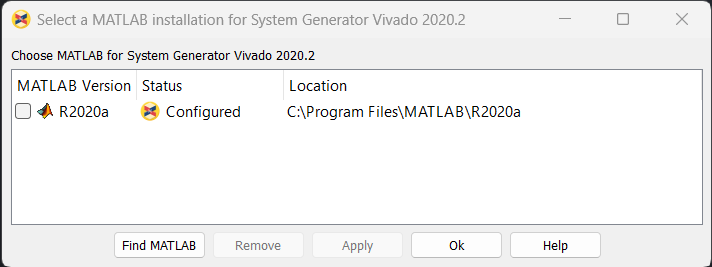 Select a MATLAB installation for System Generator Vivado 2020.2
Choose MATLAB for System Generator Vivado 2020.2
MATLAB Version Status Location
R2020a Configured C:\Program Files\MATLAB\R2020a
Find MATLAB Remove Apply Ok Help